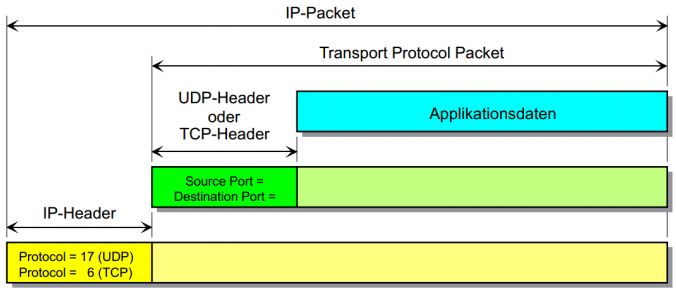 IP-Packet
Transport Protocol Packet
UDP-Header
oder
TCP-Header
Applikationsdaten
Source Port =
Destination Port =
IP-Header
Protocol = 17 (UDP)
Protocol = 6 (TCP)